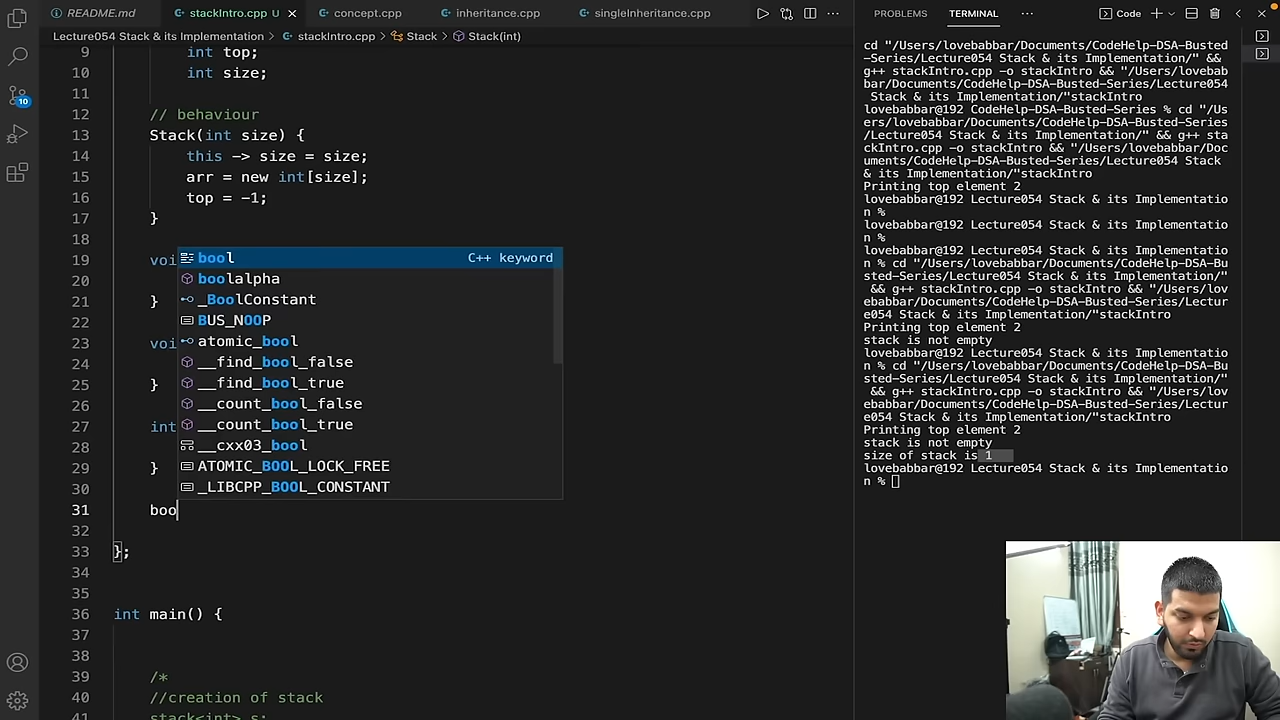 README.md
stackIntro.cpp U
concept.cpp
inheritance.cpp
singleInheritance.cpp
Lecture054 Stack & its Implementation > stackIntro.cpp > Stack > Stack(int)
9 int top;
10 int size;
11
12 // behaviour
13 Stack(int size) {
14 this -> size = size;
15 arr = new int[size];
16 top = -1;
17 }
18
19 voi
20
21 }
22
23 voi
24
25 }
26
27 int
28
29 }
30
31 boo
32
33 };
34
35
36 int main() {
37
38
39 /*
40 //creation of stack
41 stack<int> s;
bool C++ keyword
boolalpha
_BoolConstant
BUS_NOOP
atomic_bool
__find_bool_false
__find_bool_true
__count_bool_false
__count_bool_true
__cxx03_bool
ATOMIC_BOOL_LOCK_FREE
_LIBCPP_BOOL_CONSTANT
10
PROBLEMS
TERMINAL
Code
cd "/Users/lovebabbar/Documents/CodeHelp-DSA-Busted
-Series/Lecture054 Stack & its Implementation/" &&
g++ stackIntro.cpp -o stackIntro && "/Users/lovebab
bar/Documents/CodeHelp-DSA-Busted-Series/Lecture054
Stack & its Implementation/"stackIntro
lovebabbar@192 CodeHelp-DSA-Busted-Series % cd "/Us
ers/lovebabbar/Documents/CodeHelp-DSA-Busted-Series
/Lecture054 Stack & its Implementation/" && g++ sta
ckIntro.cpp -o stackIntro && "/Users/lovebabbar/Doc
uments/CodeHelp-DSA-Busted-Series/Lecture054 Stack
& its Implementation/"stackIntro
Printing top element 2
lovebabbar@192 Lecture054 Stack & its Implementatio
n %
lovebabbar@192 Lecture054 Stack & its Implementatio
n %
lovebabbar@192 Lecture054 Stack & its Implementatio
n % cd "/Users/lovebabbar/Documents/CodeHelp-DSA-Bu
sted-Series/Lecture054 Stack & its Implementation/"
&& g++ stackIntro.cpp -o stackIntro && "/Users/lov
ebabbar/Documents/CodeHelp-DSA-Busted-Series/Lectur
e054 Stack & its Implementation/"stackIntro
Printing top element 2
stack is not empty
lovebabbar@192 Lecture054 Stack & its Implementatio
n % cd "/Users/lovebabbar/Documents/CodeHelp-DSA-Bu
sted-Series/Lecture054 Stack & its Implementation/"
&& g++ stackIntro.cpp -o stackIntro && "/Users/lov
ebabbar/Documents/CodeHelp-DSA-Busted-Series/Lectur
e054 Stack & its Implementation/"stackIntro
Printing top element 2
stack is not empty
size of stack is 1
lovebabbar@192 Lecture054 Stack & its Implementatio
n %